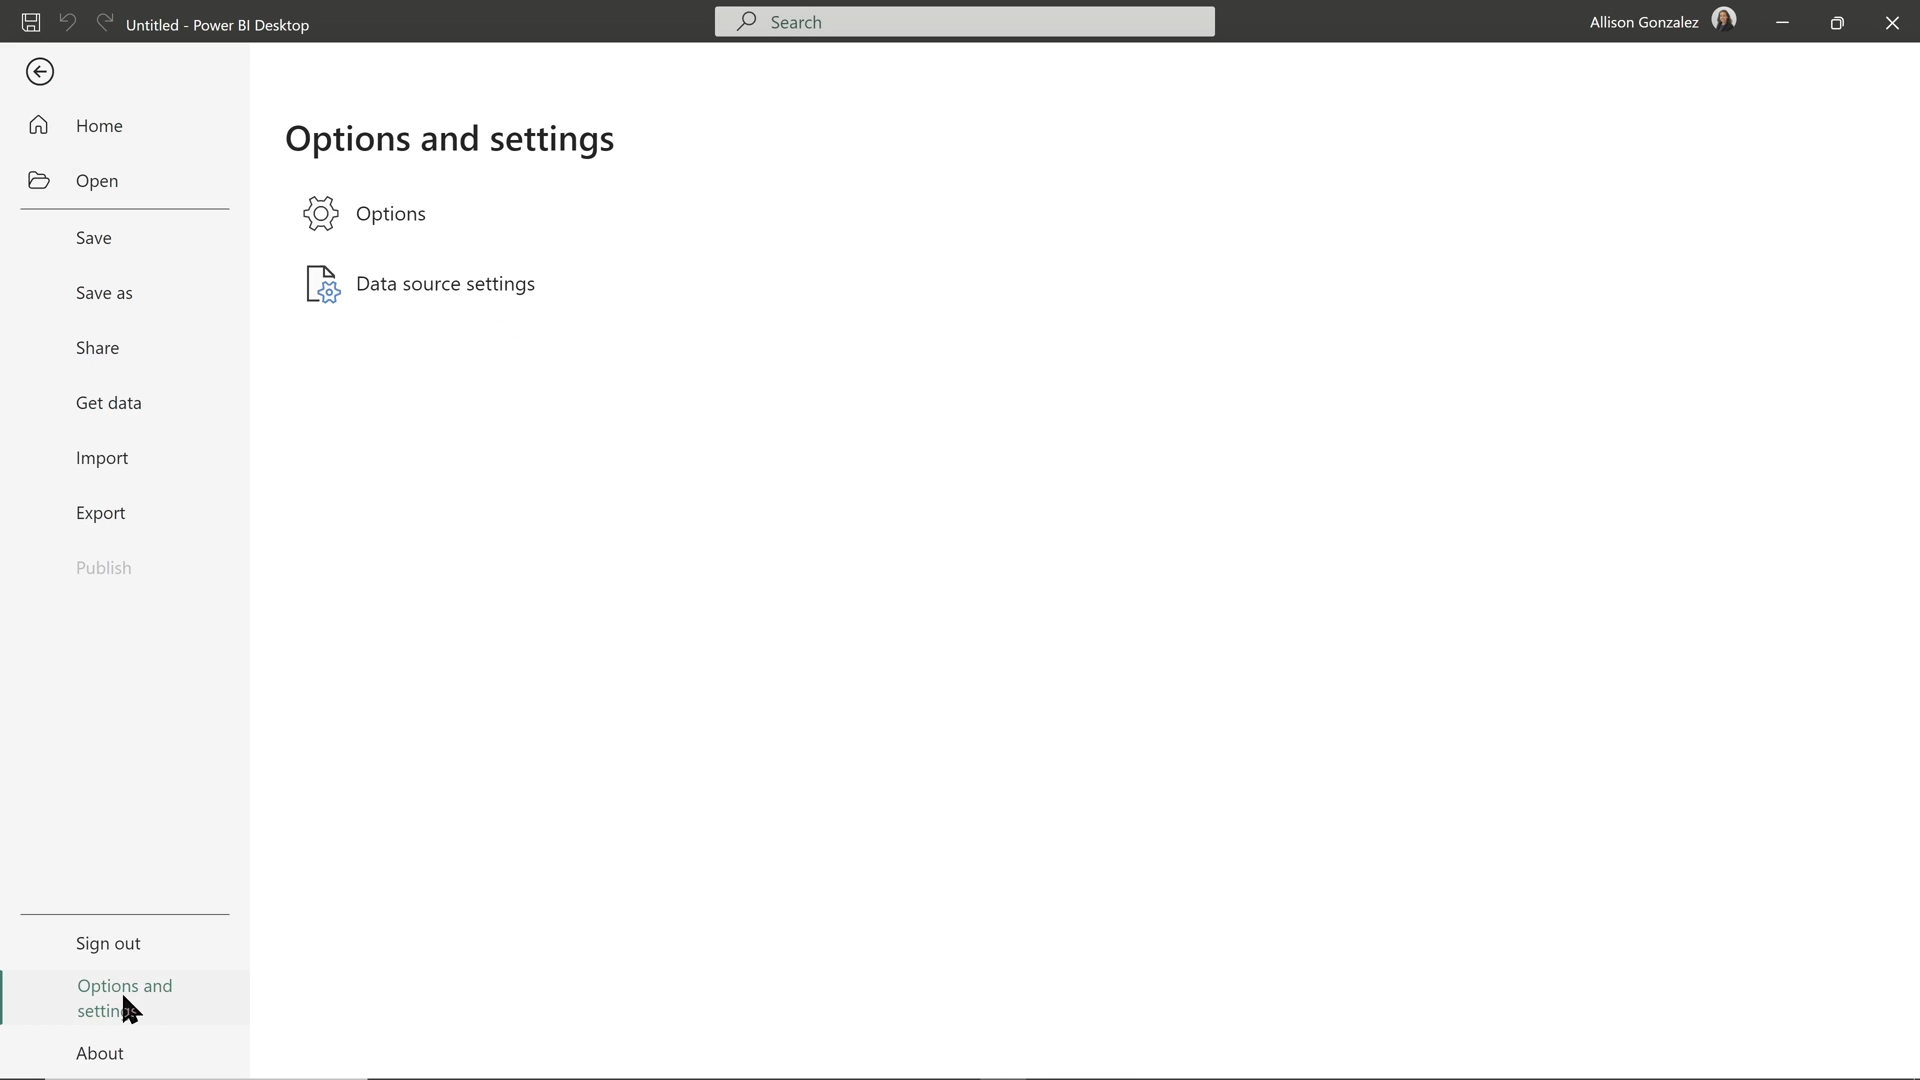 Untitled - Power BI Desktop
Search
Allison Gonzalez
Home
Open
Save
Save as
Share
Get data
Import
Export
Publish
Sign out
Options and
settings
About
Options and settings
Options
Data source settings